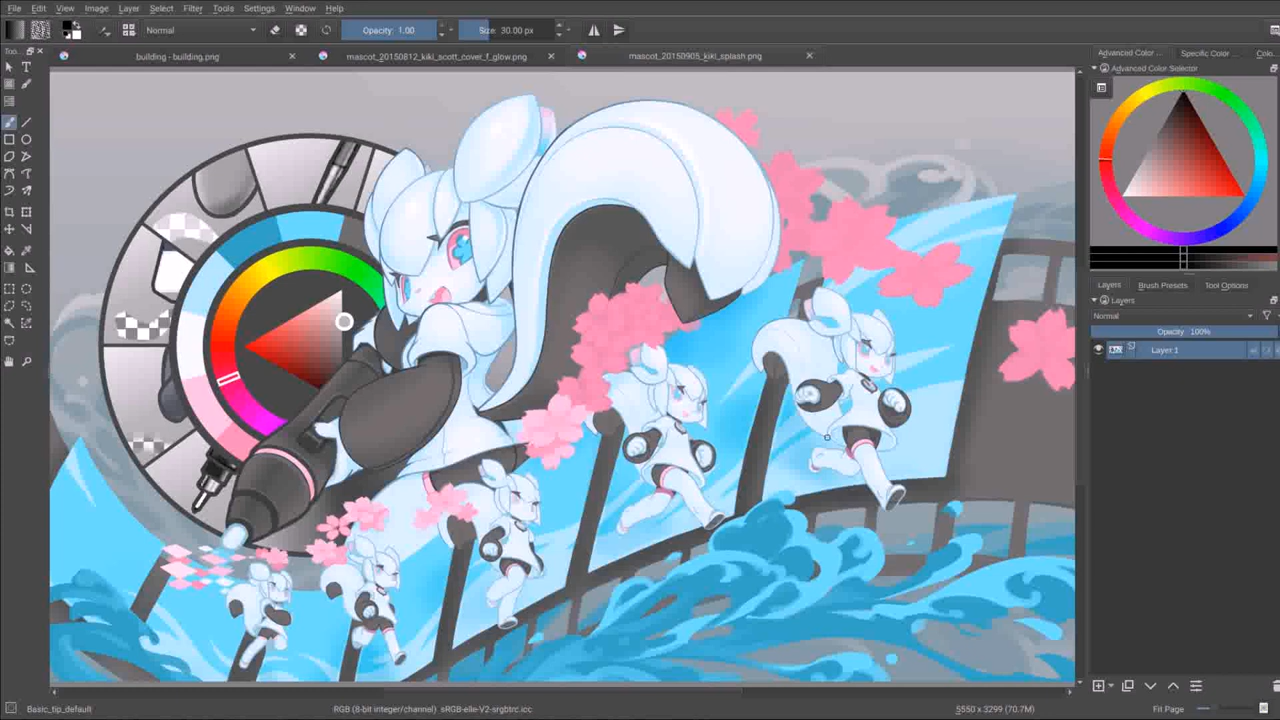 File Edit View Image Layer Select Filter Tools Settings Window Help
Normal Opacity: 1.00 Size: 30.00 px
Too...
building - building.png mascot_20150812_kiki_scott_cover_f_glow.png mascot_20150905_kiki_splash.png
Advanced Color ... Specific Color ... Colo...
Advanced Color Selector
Layers Brush Presets Tool Options
Layers
Normal
Opacity 100%
Layer 1
Basic_tip_default RGB (8-bit integer/channel) sRGB-elle-V2-srgbtrc.icc 5550 x 3299 (70.7M) Fit Page